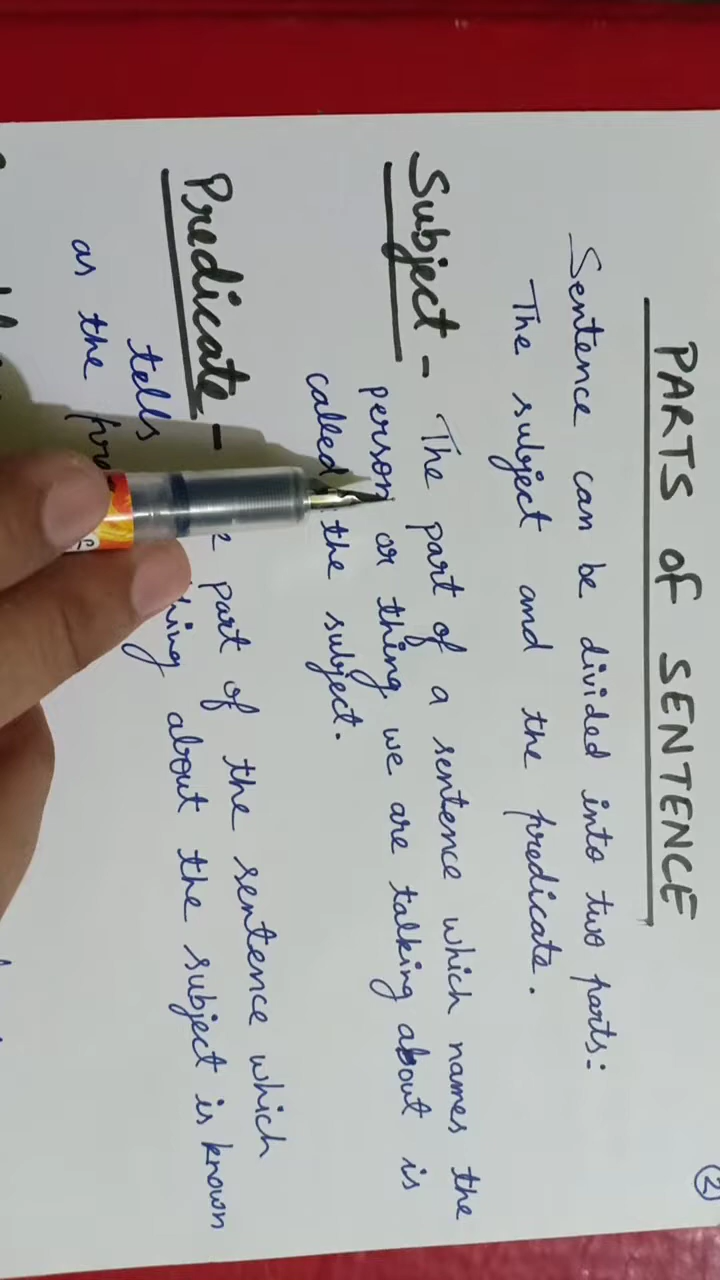 2
PARTS of SENTENCE
Sentence can be divided into two parts:-
The subject and the predicate.
Subject - The part of a sentence which names the
person or thing we are talking about is
called the subject.
Predicate - part of the sentence which
tells about the subject is known
as the